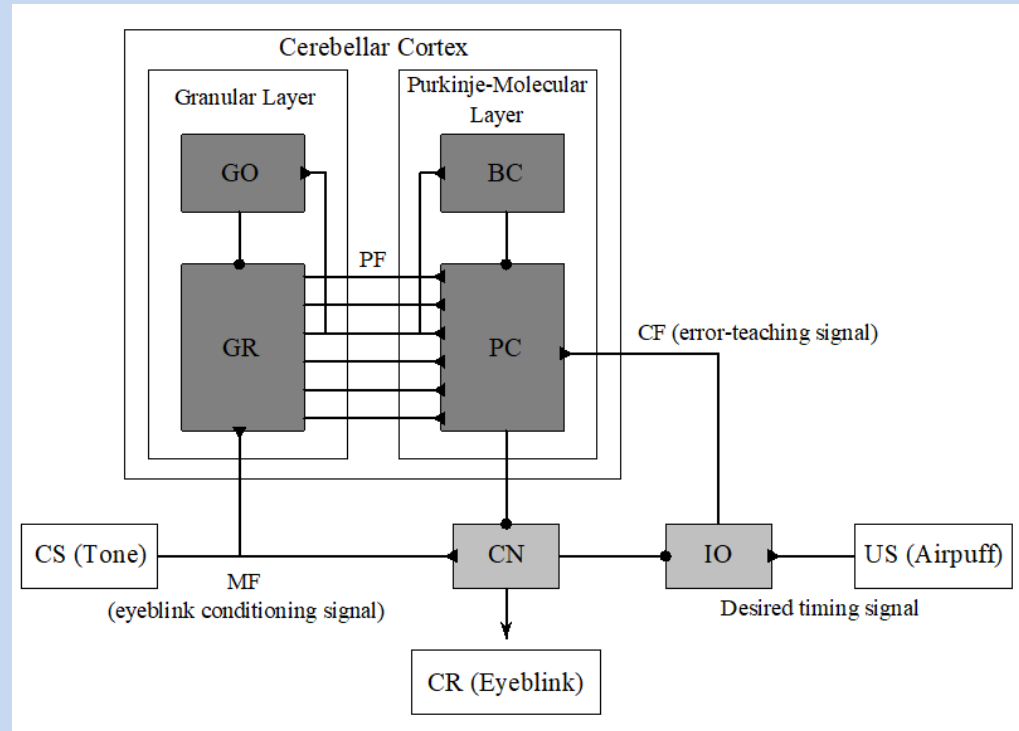 Cerebellar Cortex
Granular Layer
Purkinje-Molecular
Layer
GO
BC
PF
GR
PC
CF (error-teaching signal)
CS (Tone)
CN
IO
US (Airpuff)
MF
(eyeblink conditioning signal)
Desired timing signal
CR (Eyeblink)